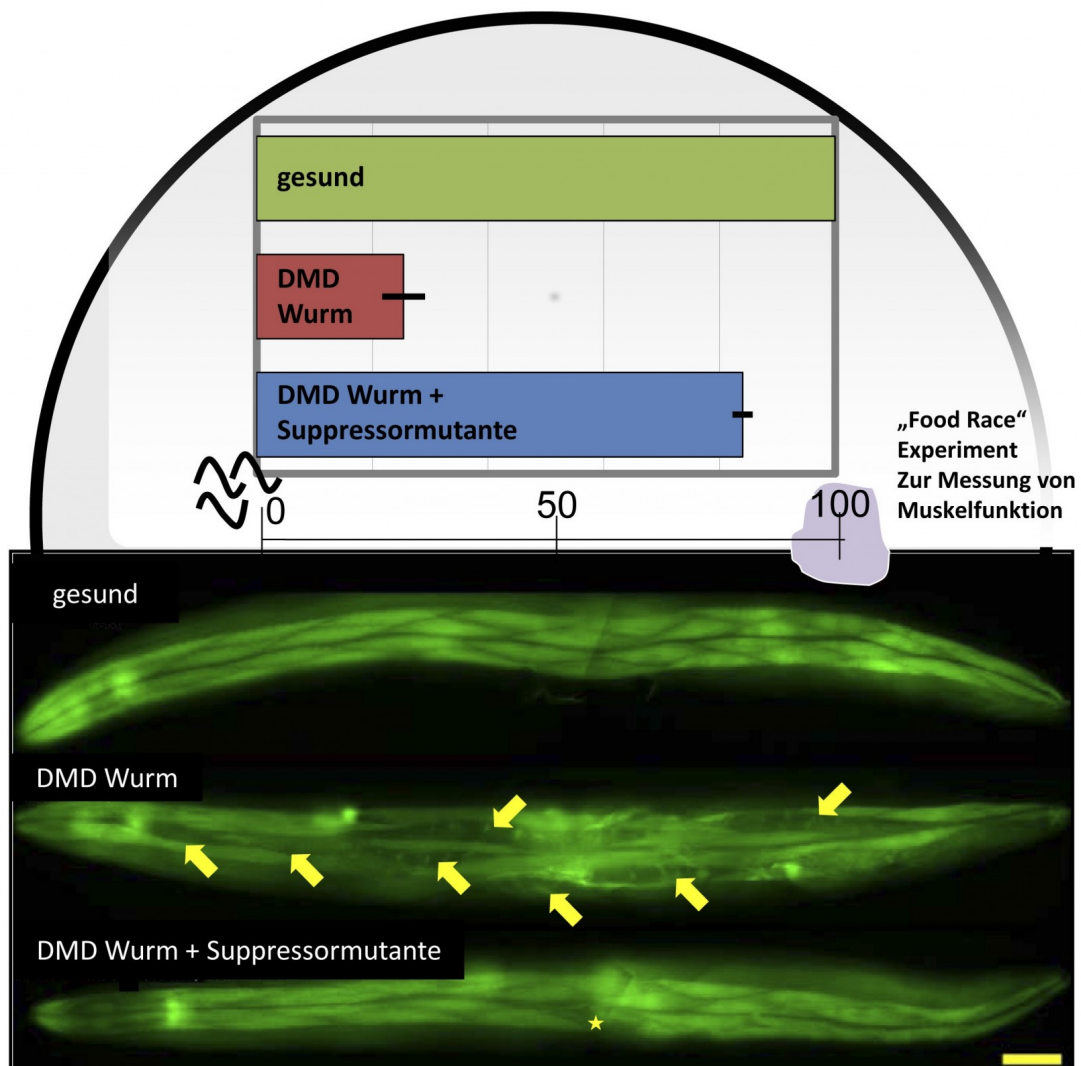 gesund
DMD
Wurm
DMD Wurm +
Suppressormutante
„Food Race“
Experiment
Zur Messung von
Muskelfunktion
0
50
100
gesund
DMD Wurm
DMD Wurm + Suppressormutante